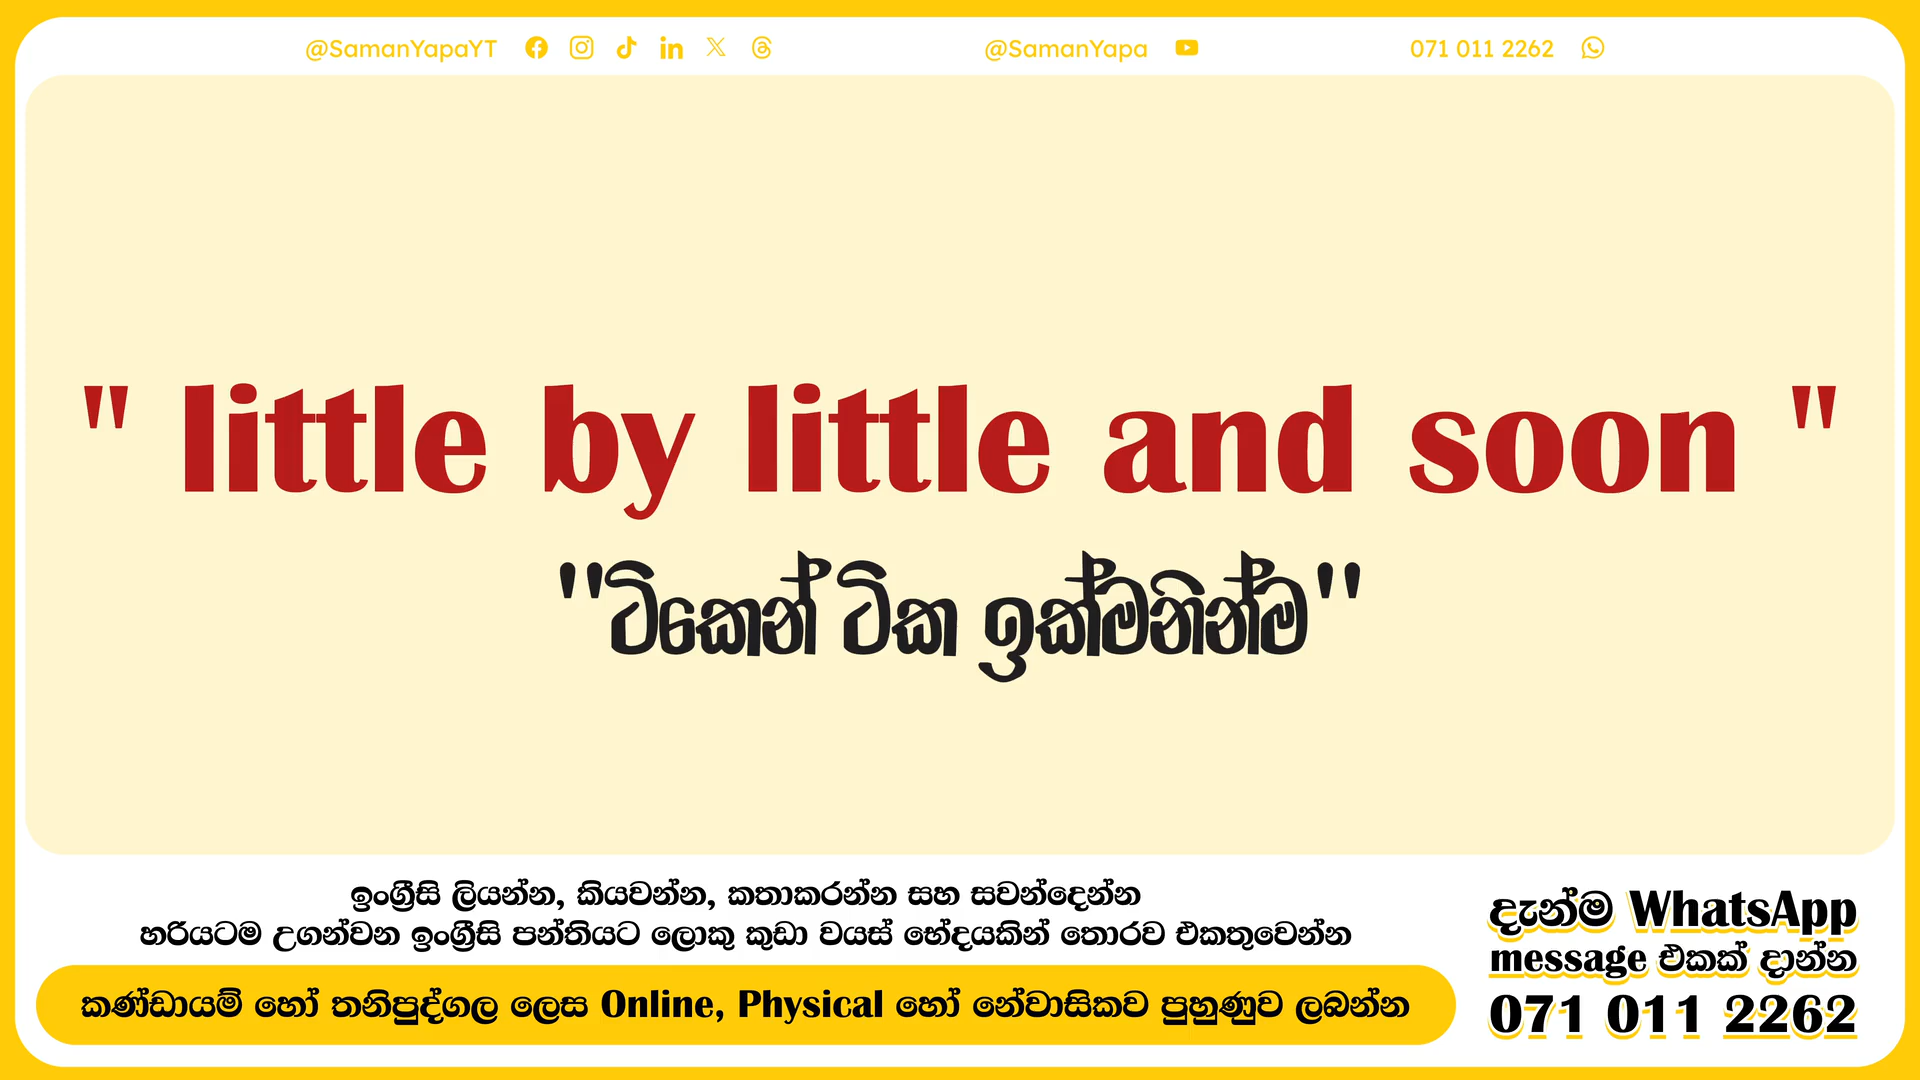 @SamanYapaYT @SamanYapa 071 011 2262
" little by little and soon "
"ටිකෙන් ටික ඉක්මනින්ම"
ඉංග්‍රීසි ලියන්න, කියවන්න, කතාකරන්න සහ සවන්දෙන්න
හරියටම උගන්වන ඉංග්‍රීසි පන්තියට ලොකු කුඩා වයස් භේදයකින් තොරව එකතුවෙන්න
කණ්ඩායම් හෝ තනිපුද්ගල ලෙස Online, Physical හෝ නේවාසිකව පුහුණුව ලබන්න
දැන්ම WhatsApp
message එකක් දාන්න
071 011 2262